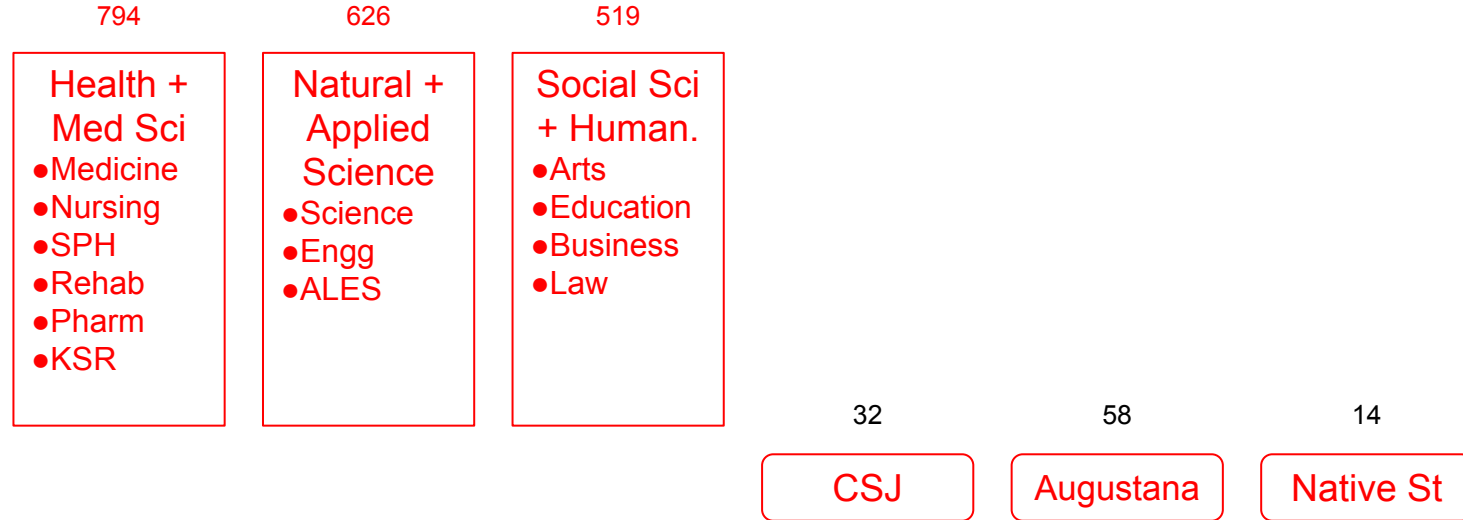 794
626
519
Health +
Med Sci
●Medicine
●Nursing
●SPH
●Rehab
●Pharm
●KSR
Natural +
Applied
Science
●Science
●Engg
●ALES
Social Sci
+ Human.
●Arts
●Education
●Business
●Law
32
58
14
CSJ
Augustana
Native St